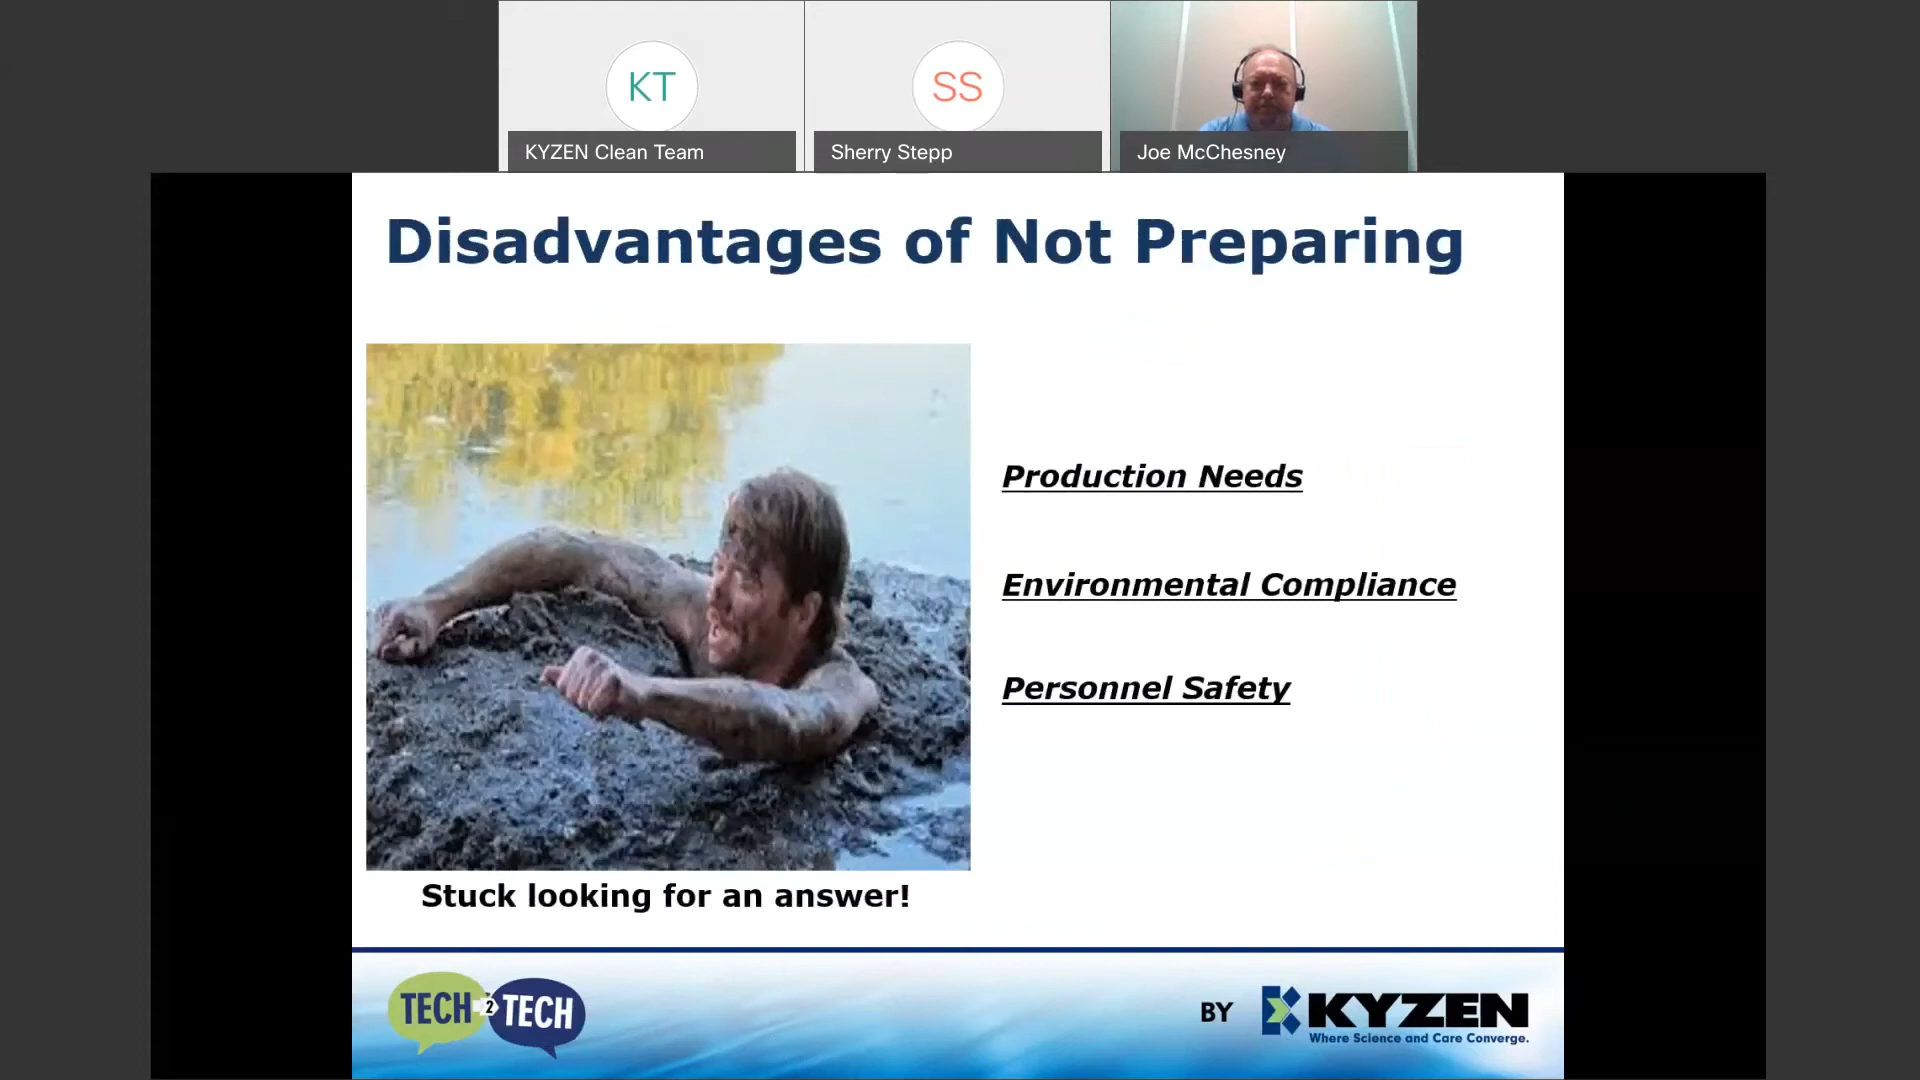 KT
SS
KYZEN Clean Team
Sherry Stepp
Joe McChesney
Disadvantages of Not Preparing
Production Needs
Environmental Compliance
Personnel Safety
Stuck looking for an answer!
TECH 2 TECH
BY KYZEN
Where Science and Care Converge.